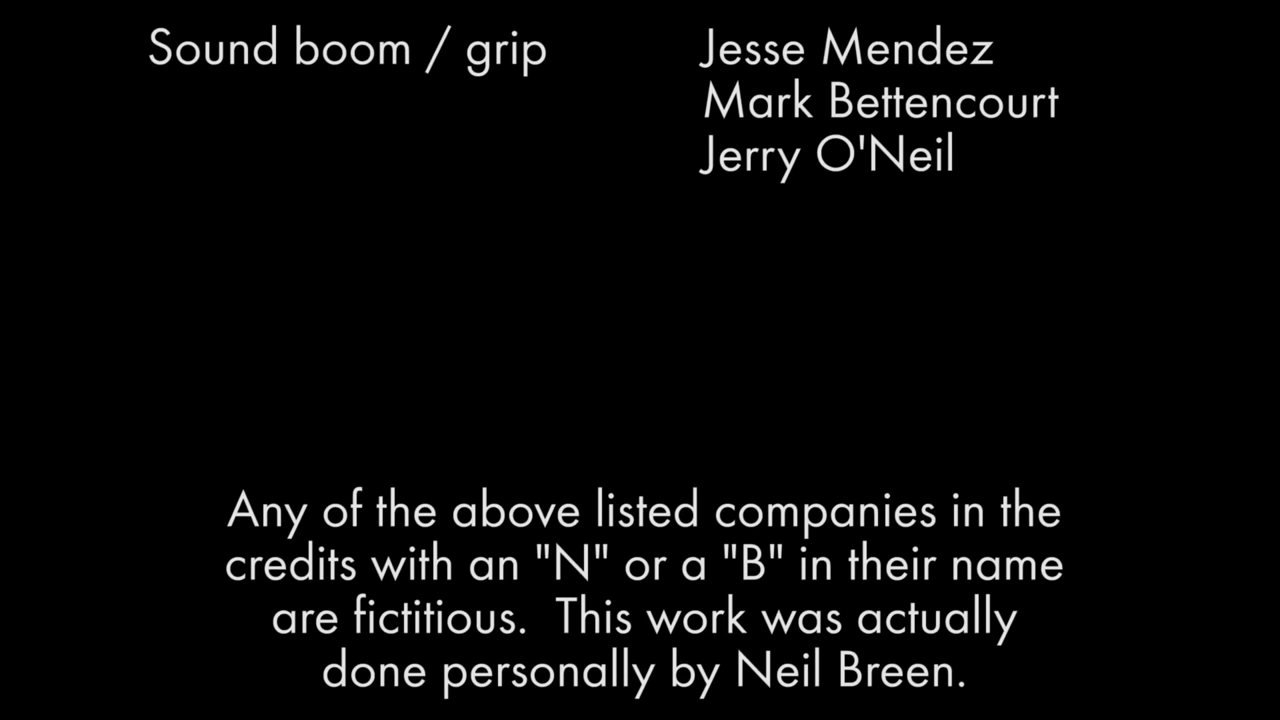 Sound boom / grip Jesse Mendez
Mark Bettencourt
Jerry O'Neil
Any of the above listed companies in the
credits with an "N" or a "B" in their name
are fictitious.  This work was actually
done personally by Neil Breen.